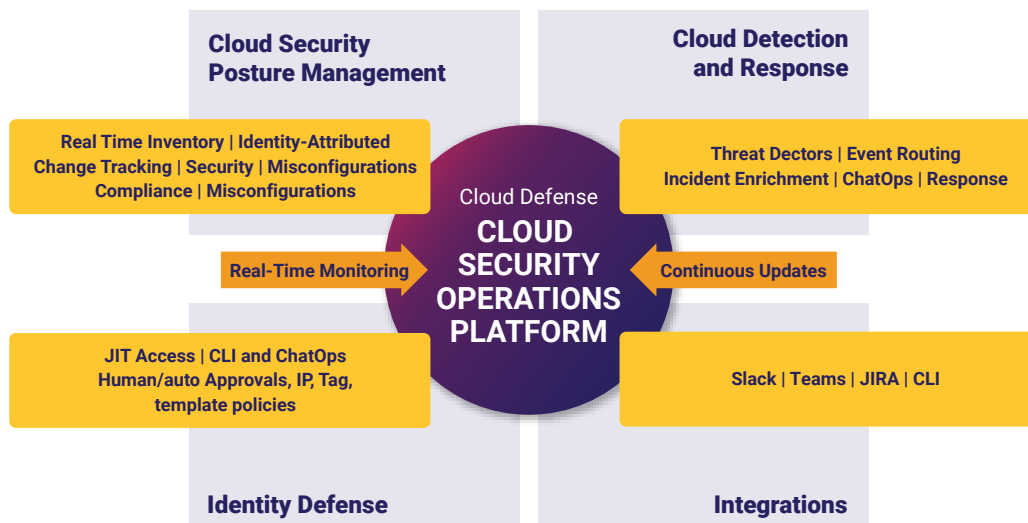 Cloud Security
Posture Management
Cloud Detection
and Response
Real Time Inventory | Identity-Attributed
Change Tracking | Security | Misconfigurations
Compliance | Misconfigurations
Threat Dectors | Event Routing
Incident Enrichment | ChatOps | Response
Cloud Defense
CLOUD
SECURITY
OPERATIONS
PLATFORM
Real-Time Monitoring
Continuous Updates
JIT Access | CLI and ChatOps
Human/auto Approvals, IP, Tag,
template policies
Slack | Teams | JIRA | CLI
Identity Defense
Integrations